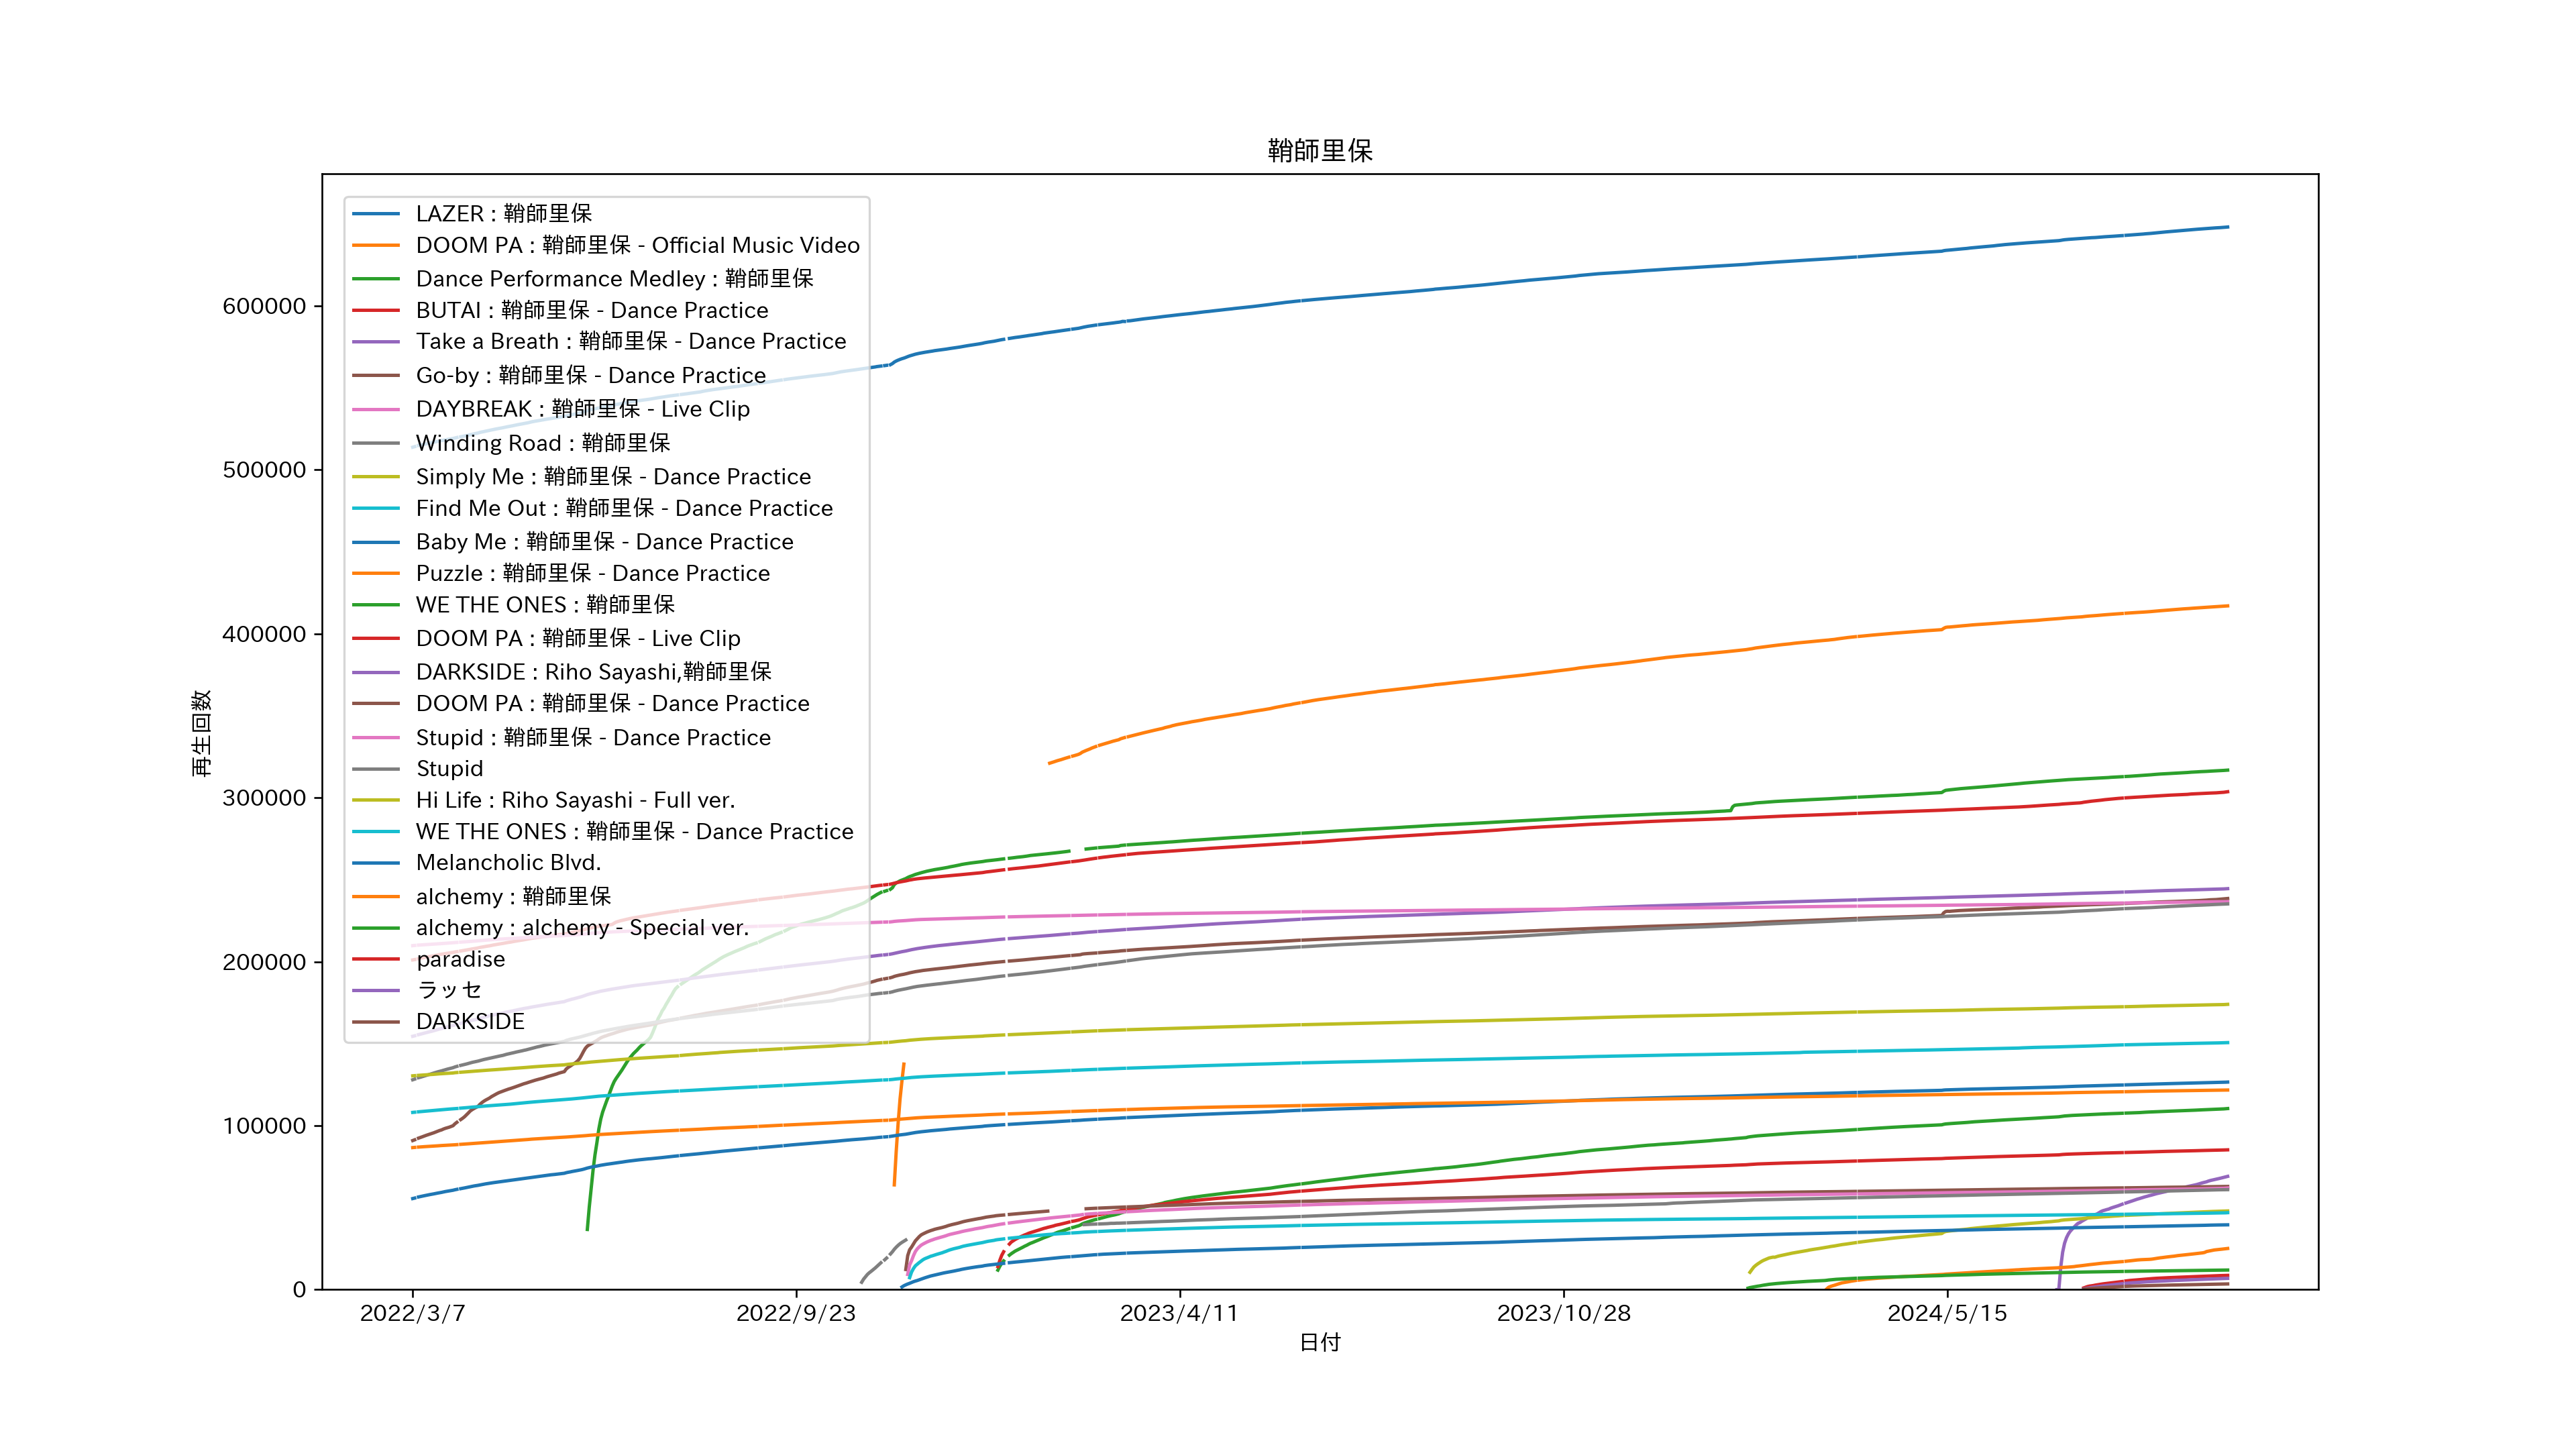 鞘師里保
LAZER : 鞘師里保
DOOM PA : 鞘師里保 - Official Music Video
Dance Performance Medley : 鞘師里保
BUTAI : 鞘師里保 - Dance Practice
Take a Breath : 鞘師里保 - Dance Practice
Go-by : 鞘師里保 - Dance Practice
DAYBREAK : 鞘師里保 - Live Clip
Winding Road : 鞘師里保
Simply Me : 鞘師里保 - Dance Practice
Find Me Out : 鞘師里保 - Dance Practice
Baby Me : 鞘師里保 - Dance Practice
Puzzle : 鞘師里保 - Dance Practice
WE THE ONES : 鞘師里保
DOOM PA : 鞘師里保 - Live Clip
DARKSIDE : Riho Sayashi,鞘師里保
DOOM PA : 鞘師里保 - Dance Practice
Stupid : 鞘師里保 - Dance Practice
Stupid
Hi Life : Riho Sayashi - Full ver.
WE THE ONES : 鞘師里保 - Dance Practice
Melancholic Blvd.
alchemy : 鞘師里保
alchemy : alchemy - Special ver.
paradise
ラッセ
DARKSIDE
600000
500000
400000
300000
200000
100000
0
再生回数
2022/3/7
2022/9/23
2023/4/11
2023/10/28
2024/5/15
日付